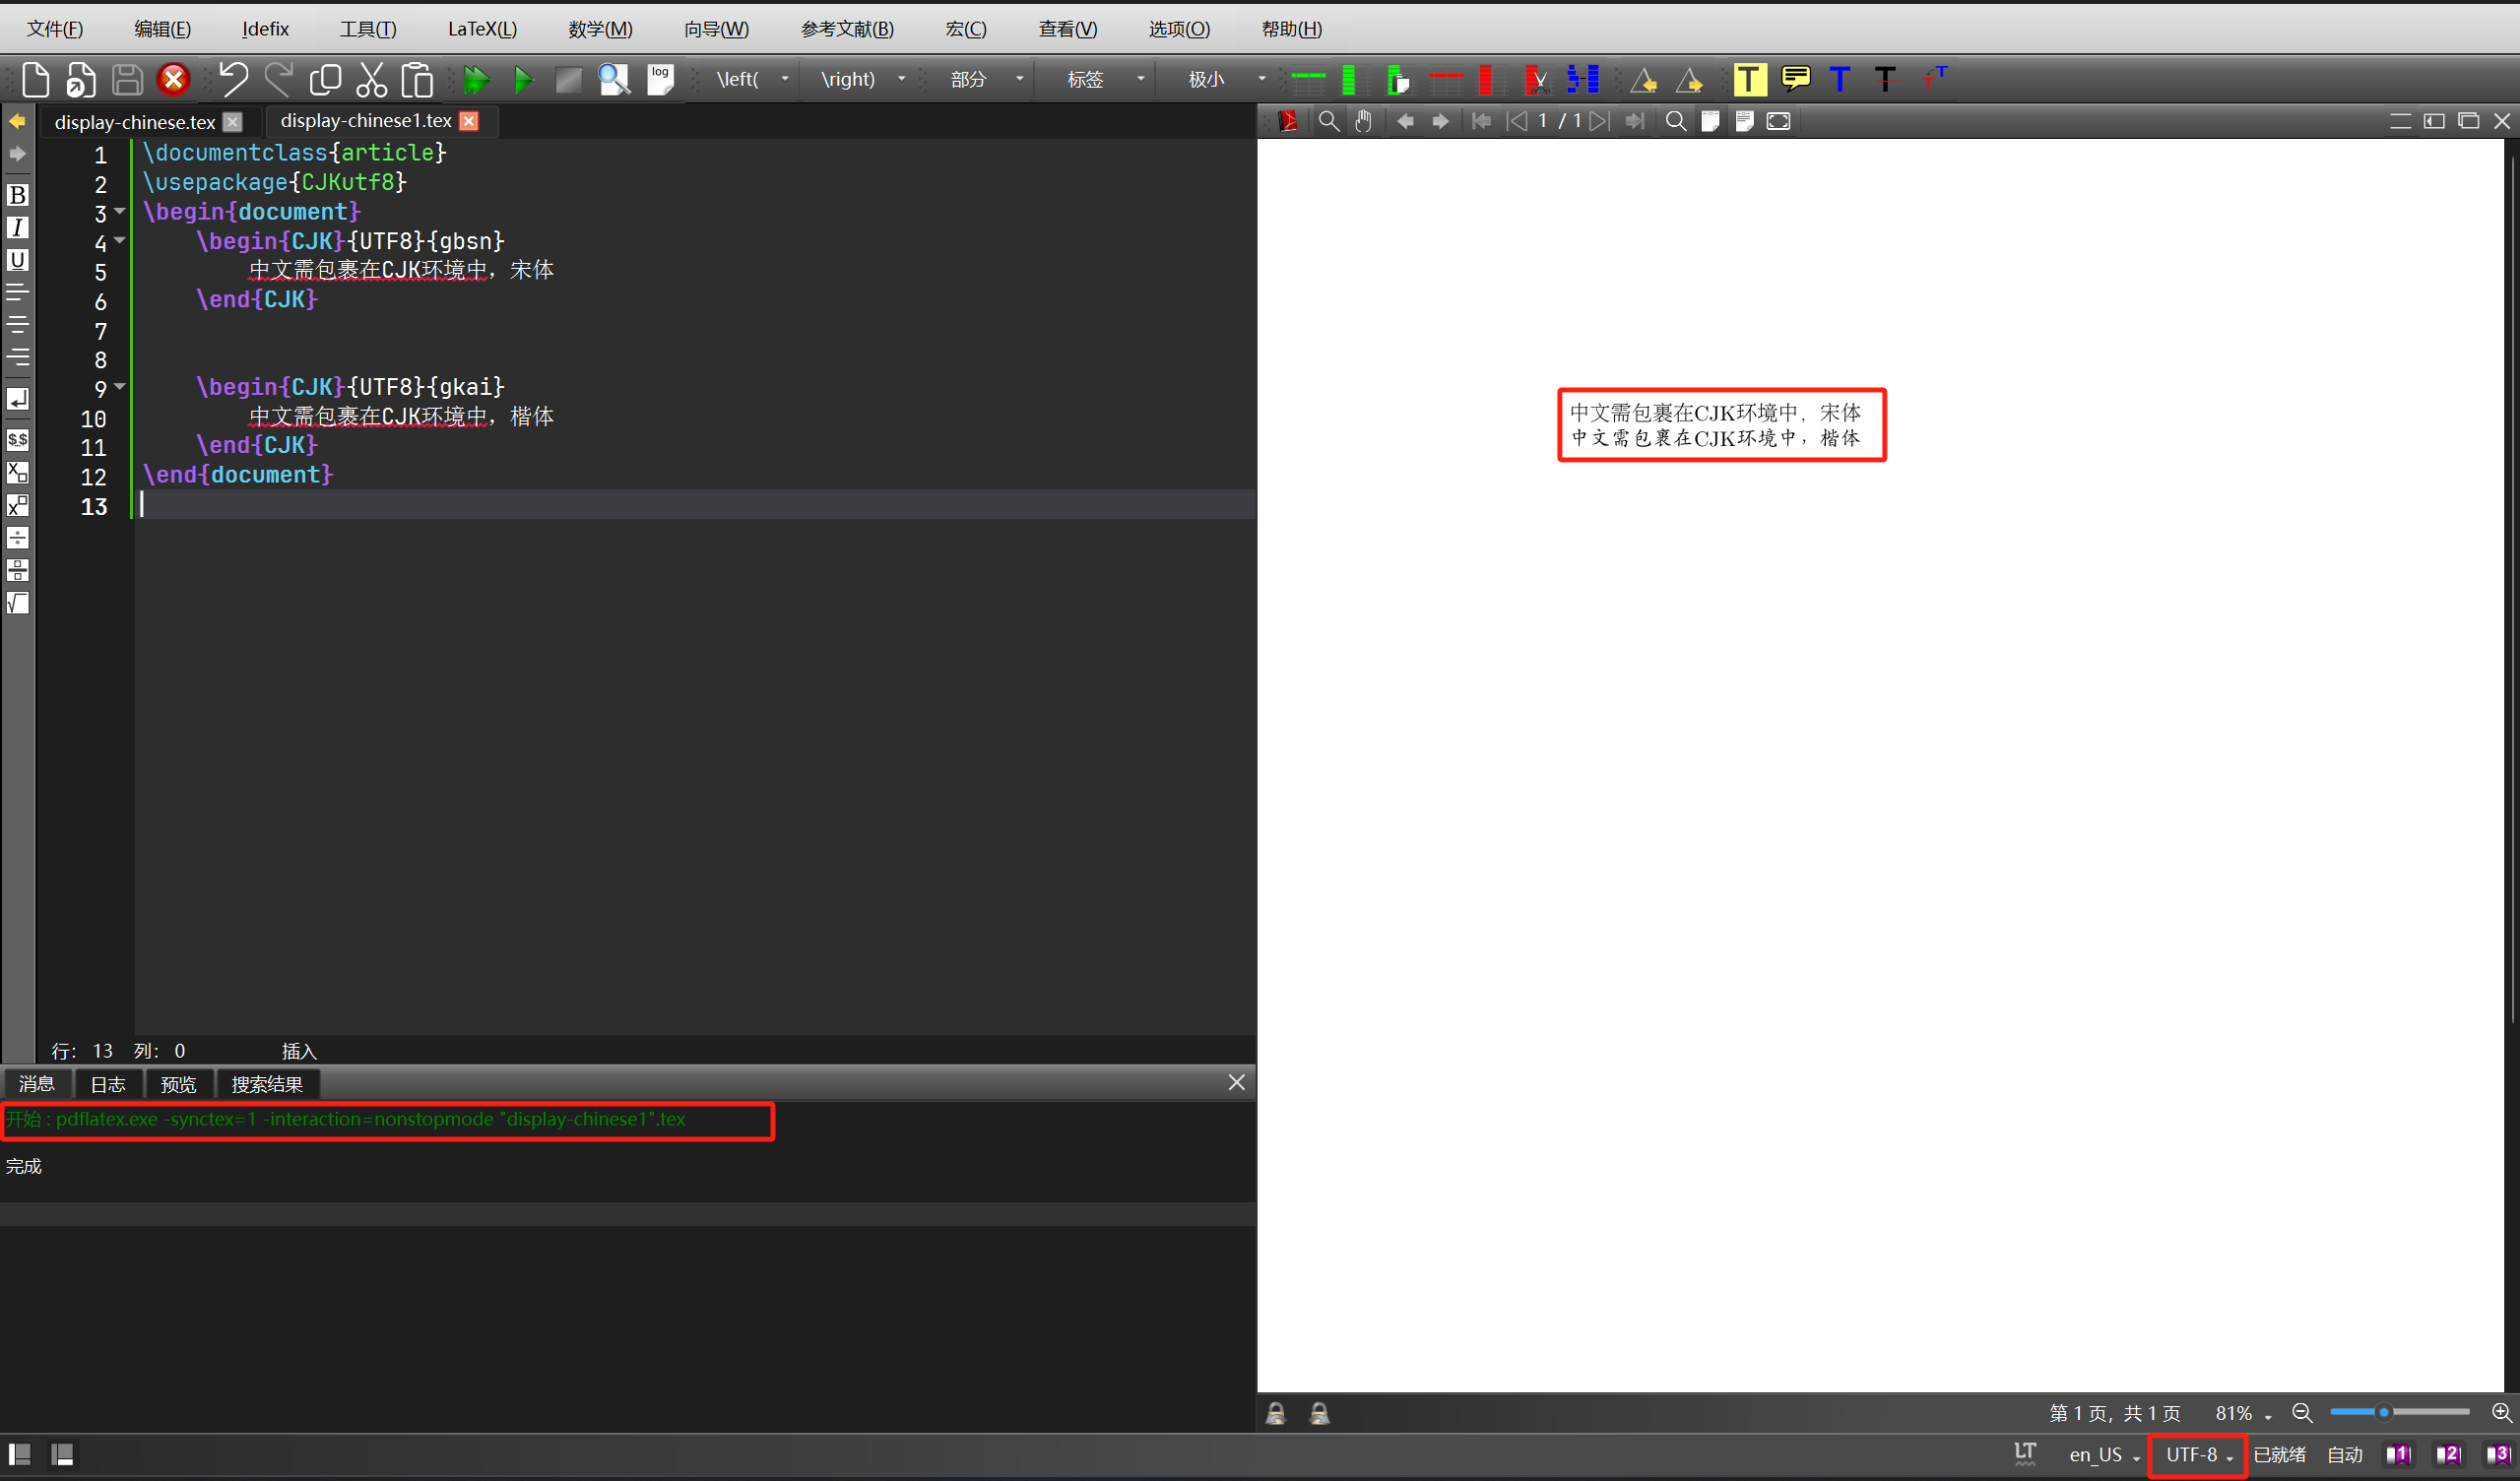 文件(F) 编辑(E) Idefix 工具(T) LaTeX(L) 数学(M) 向导(W) 参考文献(B) 宏(C) 查看(V) 选项(O) 帮助(H)
log \left( \right) 部分 标签 极小 T T T T
display-chinese.tex display-chinese1.tex
1 / 1
1 \documentclass{article}
2 \usepackage{CJKutf8}
3 \begin{document}
4 \begin{CJK}{UTF8}{gbsn}
5 中文需包裹在CJK环境中，宋体
6 \end{CJK}
7
8
9 \begin{CJK}{UTF8}{gkai}
10 中文需包裹在CJK环境中，楷体
11 \end{CJK}
12 \end{document}
13
B
I
U
$$
中文需包裹在CJK环境中，宋体
中文需包裹在CJK环境中，楷体
行： 13 列： 0 插入
消息 日志 预览 搜索结果
开始 : pdflatex.exe -synctex=1 -interaction=nonstopmode "display-chinese1".tex
完成
第 1 页，共 1 页 81%
LT en_US UTF-8 已就绪 自动 1 2 3